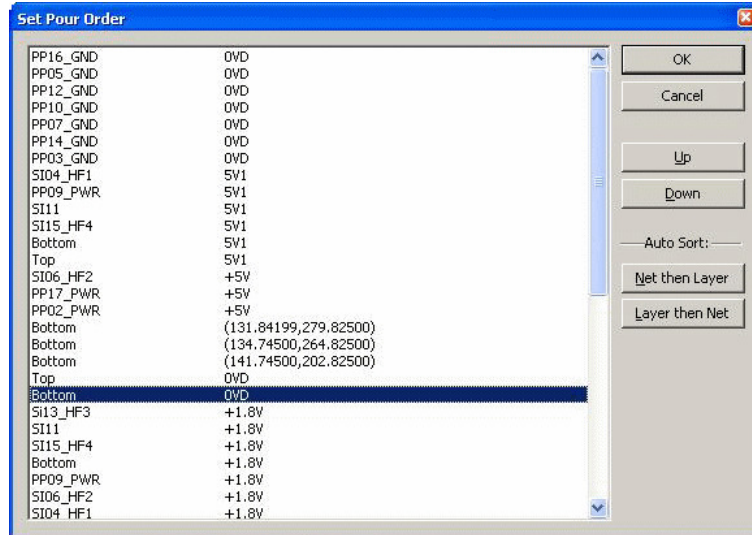 Set Pour Order
PP16_GND 0VD
PP05_GND 0VD
PP12_GND 0VD
PP10_GND 0VD
PP07_GND 0VD
PP14_GND 0VD
PP03_GND 0VD
SI04_HF1 5V1
PP09_PWR 5V1
SI11 5V1
SI15_HF4 5V1
Bottom 5V1
Top 5V1
SI06_HF2 +5V
PP17_PWR +5V
PP02_PWR +5V
Bottom (131.84199,279.82500)
Bottom (134.74500,264.82500)
Bottom (141.74500,202.82500)
Top 0VD
Bottom 0VD
Si13_HF3 +1.8V
SI11 +1.8V
SI15_HF4 +1.8V
Bottom +1.8V
PP09_PWR +1.8V
SI06_HF2 +1.8V
SI04_HF1 +1.8V
OK
Cancel
Up
Down
Auto Sort:
Net then Layer
Layer then Net